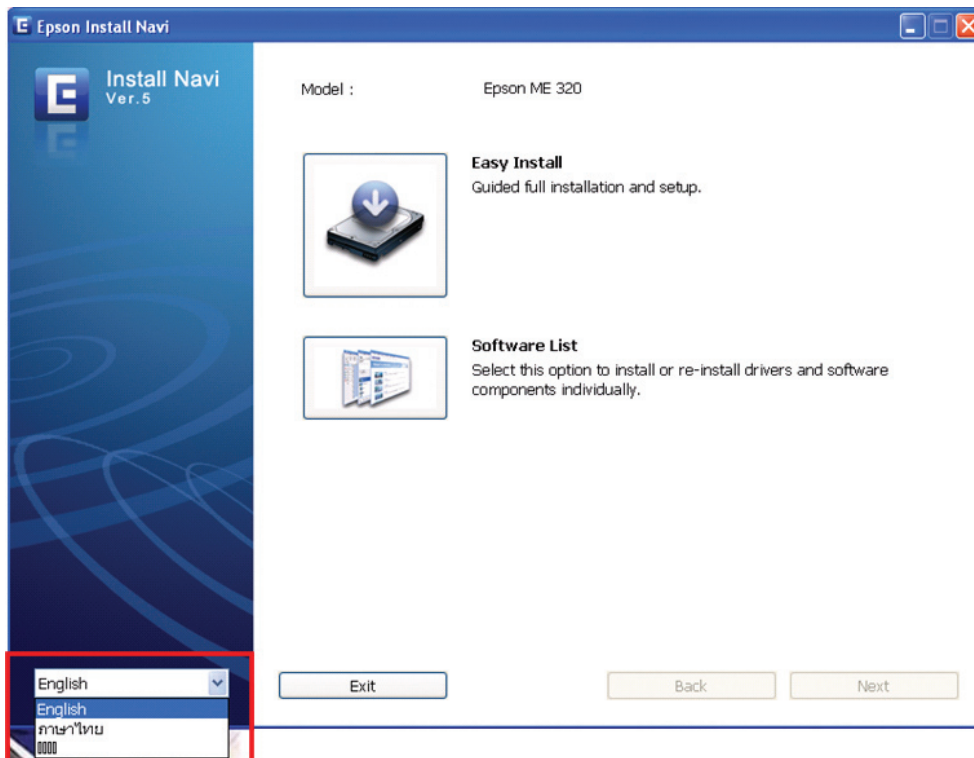 Epson Install Navi
Install Navi
Ver.5
Model :
Epson ME 320
Easy Install
Guided full installation and setup.
Software List
Select this option to install or re-install drivers and software
components individually.
English
English
ภาษาไทย
Exit
Back
Next